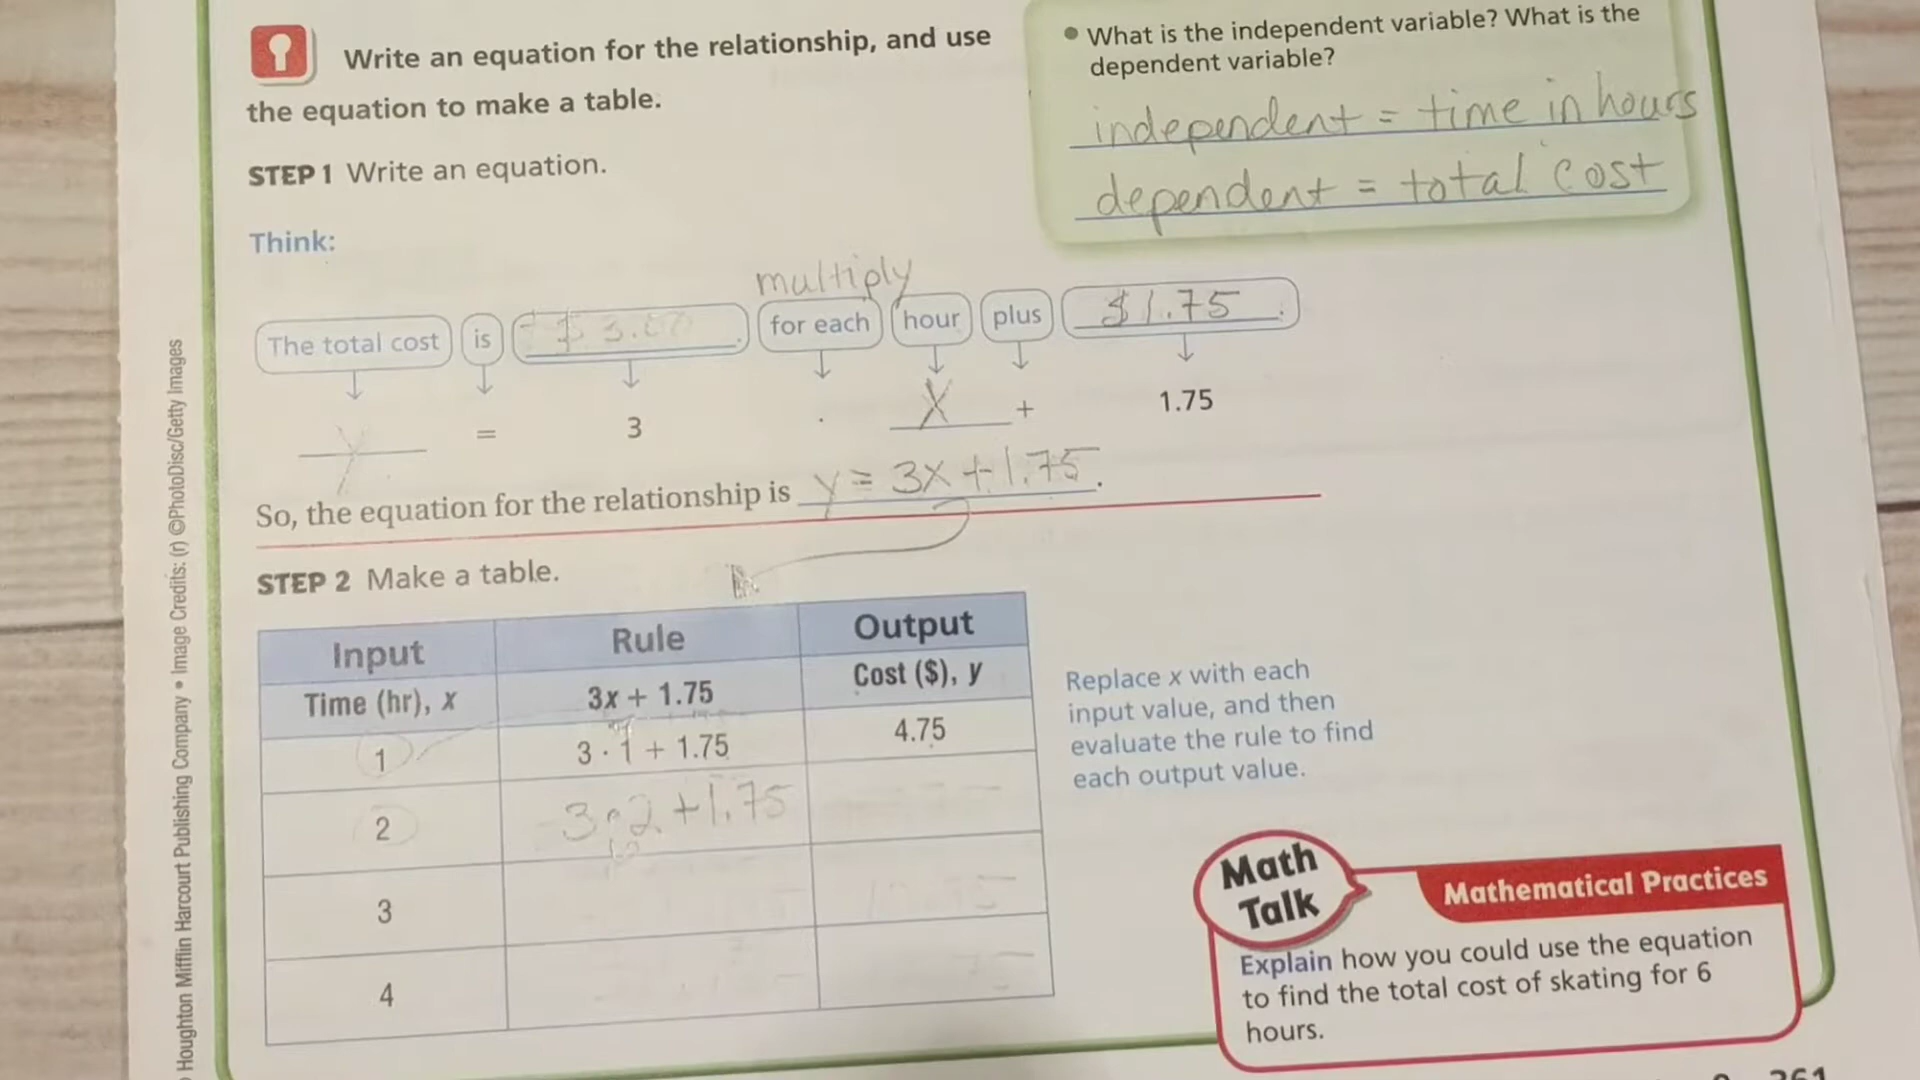 Write an equation for the relationship, and use
the equation to make a table.
STEP 1 Write an equation.
Think:
multiply
The total cost is $3.00. for each hour plus $1.75.
y = 3 · x + 1.75
So, the equation for the relationship is y = 3x + 1.75.
• What is the independent variable? What is the
dependent variable?
independent = time in hours
dependent = total cost
STEP 2 Make a table.
Input Rule Output
Time (hr), x 3x + 1.75 Cost ($), y
1 3 · 1 + 1.75 4.75
2 3·2 + 1.75
3
4
Replace x with each
input value, and then
evaluate the rule to find
each output value.
Math
Talk
Mathematical Practices
Explain how you could use the equation
to find the total cost of skating for 6
hours.
Houghton Mifflin Harcourt Publishing Company • Image Credits: (r) ©PhotoDisc/Getty Images